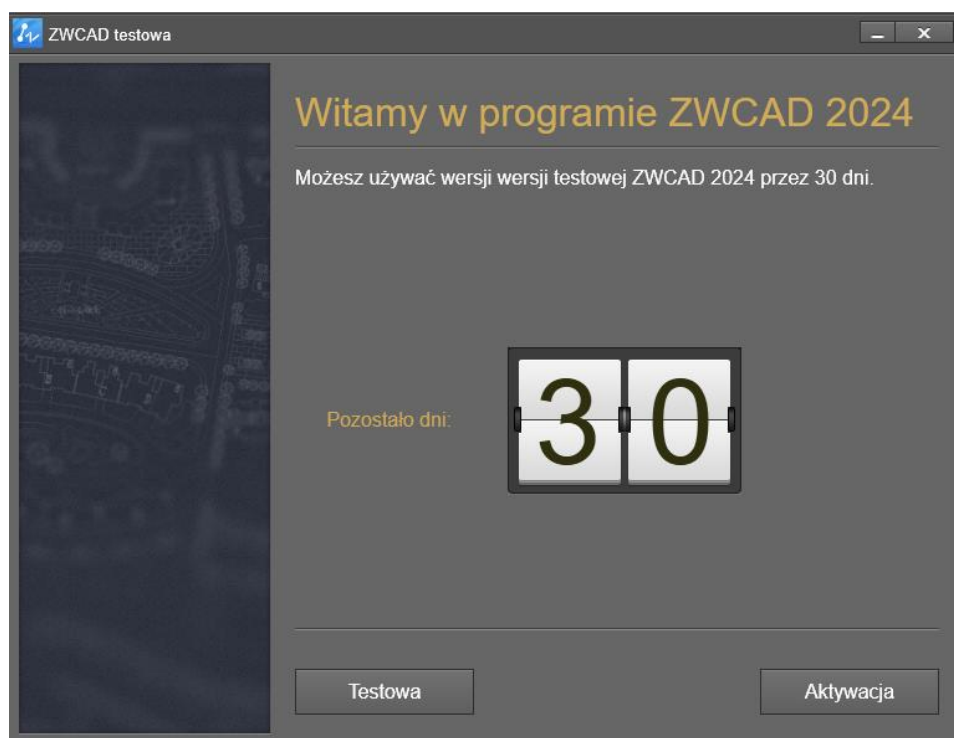 ZWCAD testowa
Witamy w programie ZWCAD 2024
Możesz używać wersji wersji testowej ZWCAD 2024 przez 30 dni.
Pozostało dni:
30
Testowa
Aktywacja